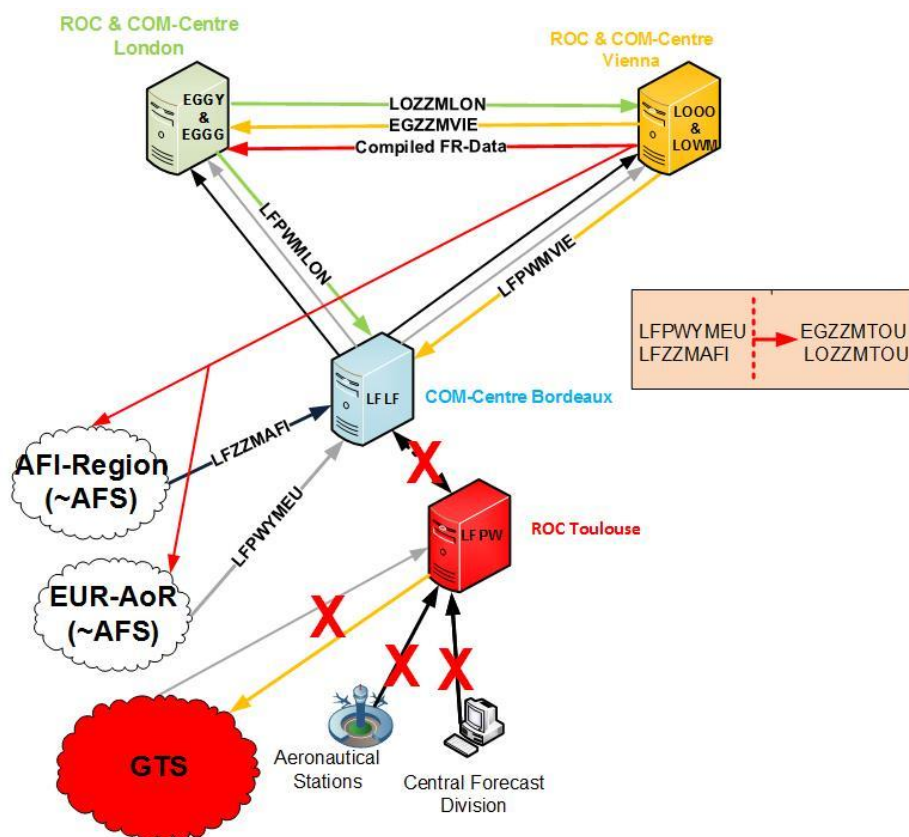 ROC & COM-Centre
London
ROC & COM-Centre
Vienna
EGGY
&
EGGG
LOZZMLON
EGZZMVIE
Compiled FR-Data
LOOO
&
LOWM
LFPWMLON
LFPWMVIE
LFPWYMEU
LFZZMAFI
EGZZMTOU
LOZZMTOU
LFLF
COM-Centre Bordeaux
AFI-Region
(~AFS)
LFZZMAFI
X
LFPWYMEU
LFPW
ROC Toulouse
EUR-AoR
(~AFS)
X
X
X
GTS
Aeronautical
Stations
Central Forecast
Division